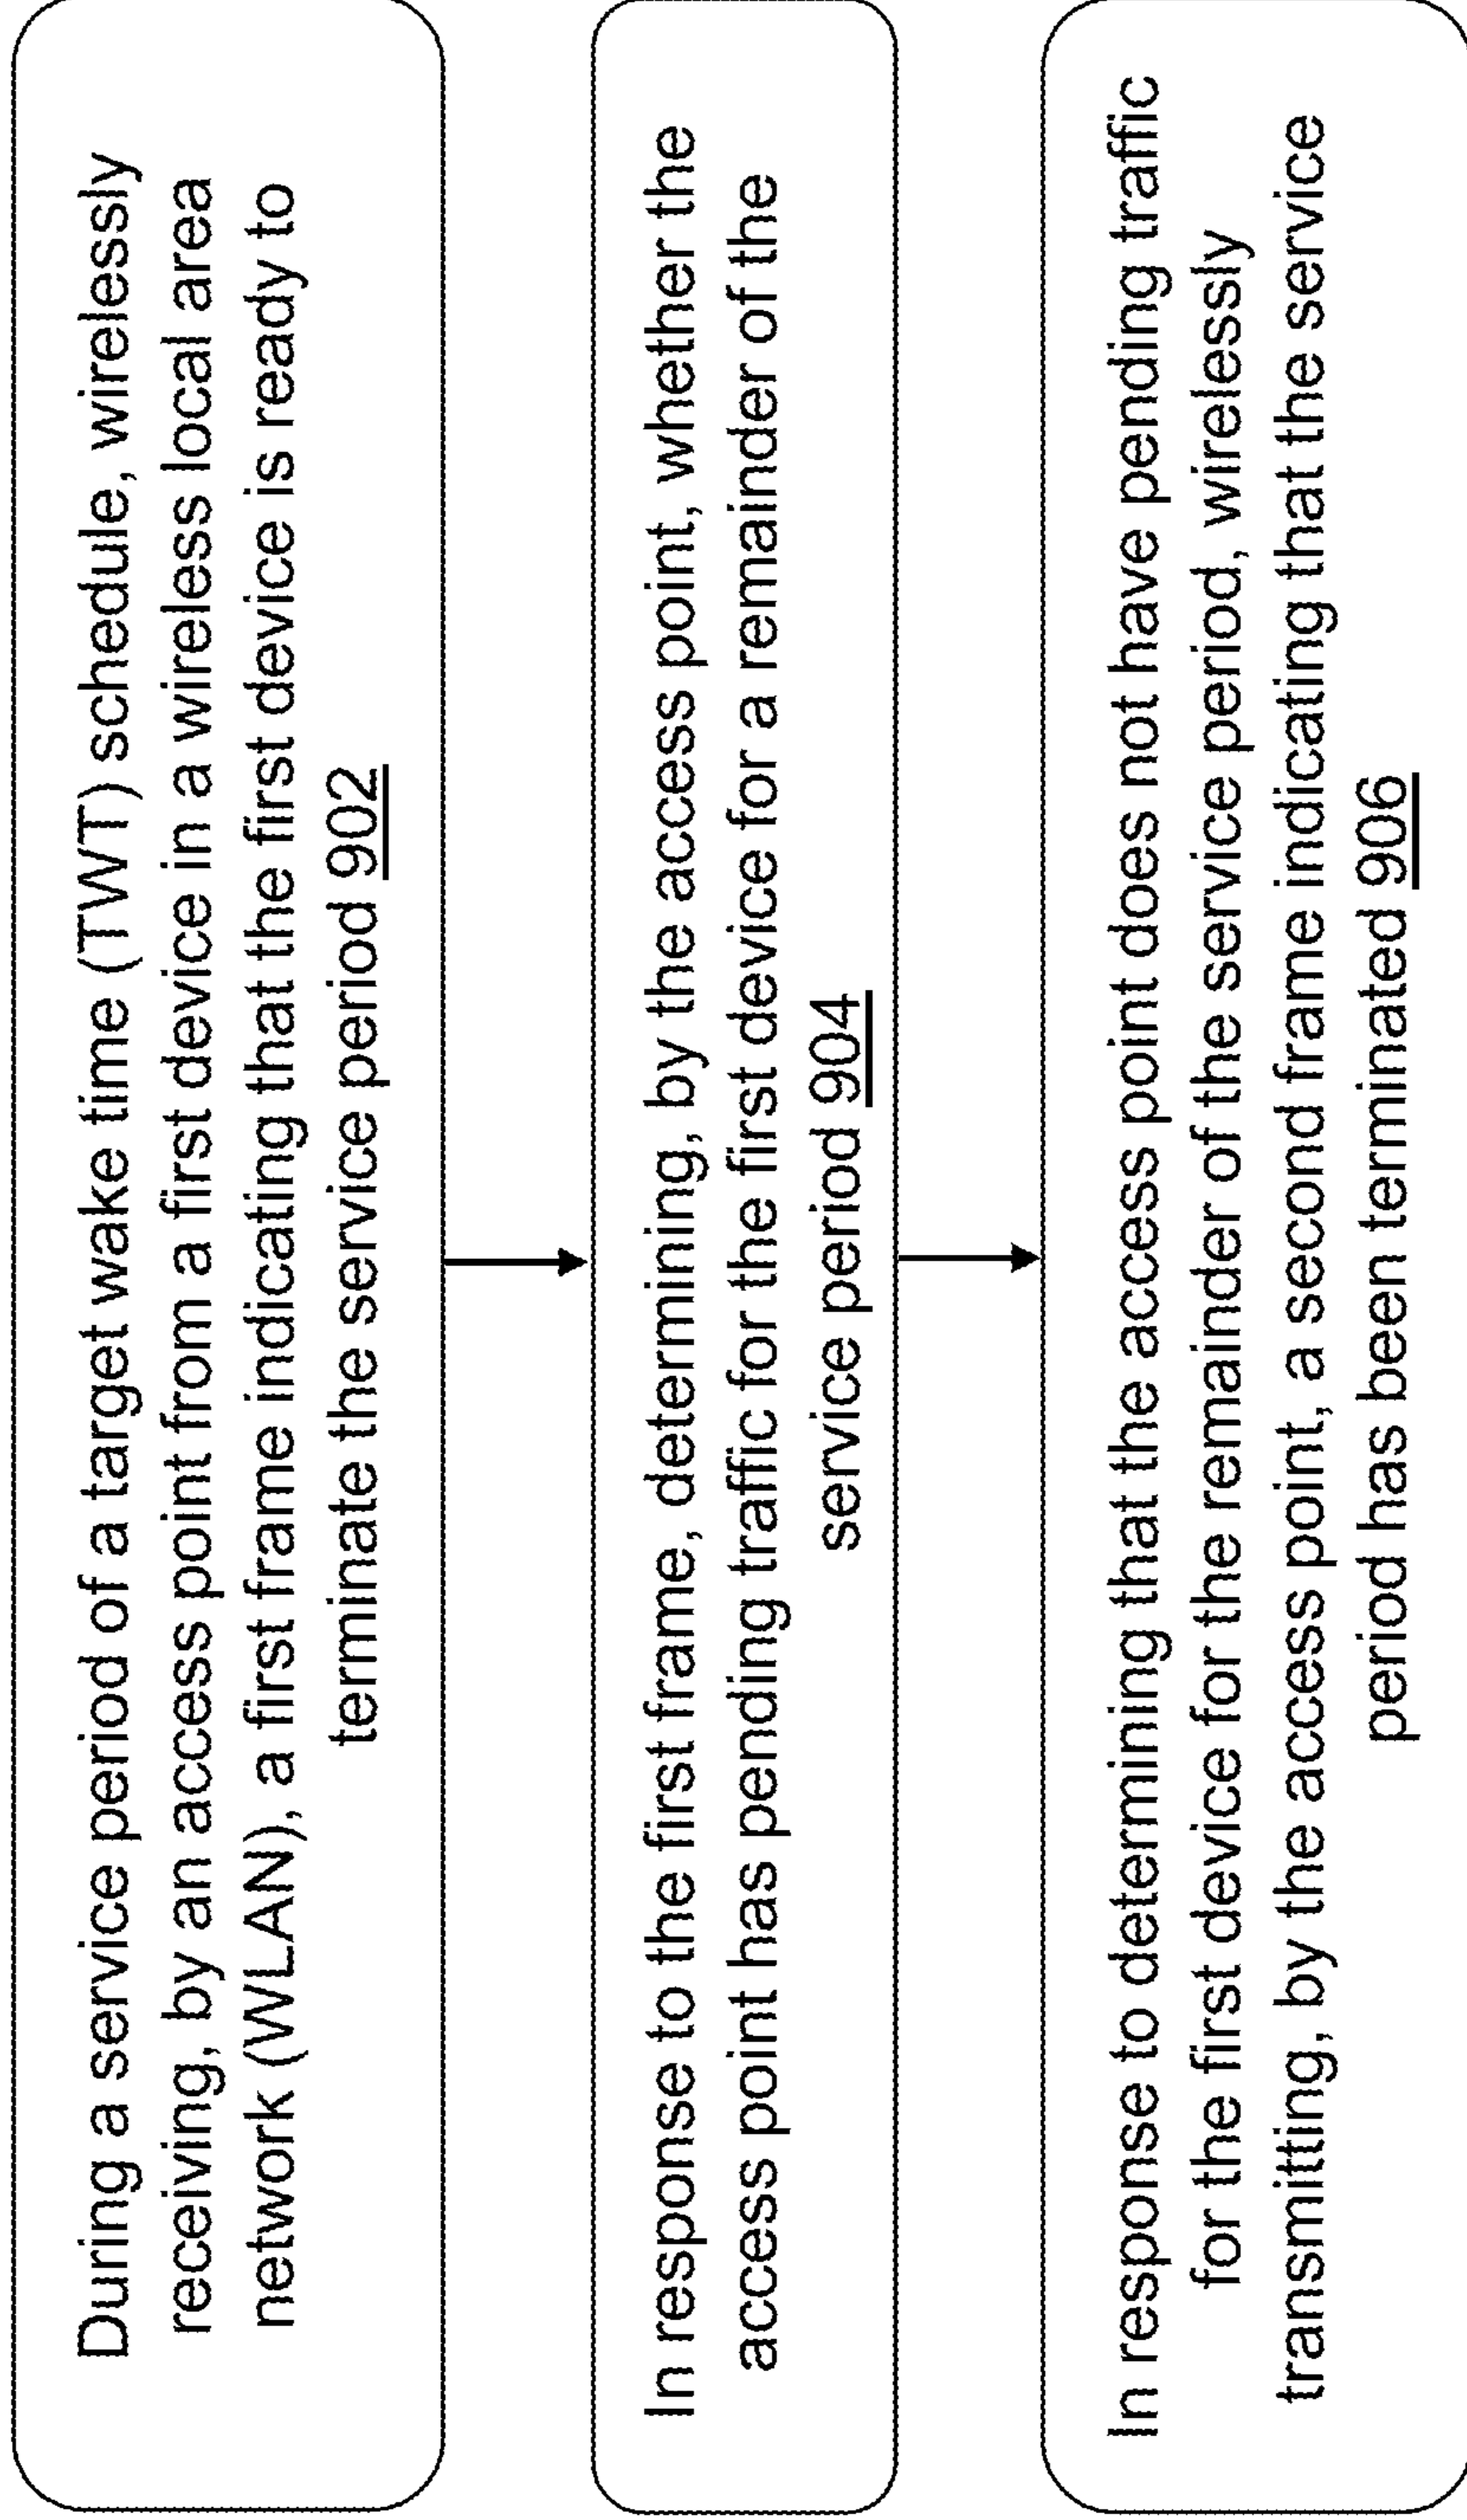 During a service period of a target wake time (TWT) schedule, wirelessly
receiving, by an access point from a first device in a wireless local area
network (WLAN), a first frame indicating that the first device is ready to
terminate the service period 902
In response to the first frame, determining, by the access point, whether the
access point has pending traffic for the first device for a remainder of the
service period 904
In response to determining that the access point does not have pending traffic
for the first device for the remainder of the service period, wirelessly
transmitting, by the access point, a second frame indicating that the service
period has been terminated 906